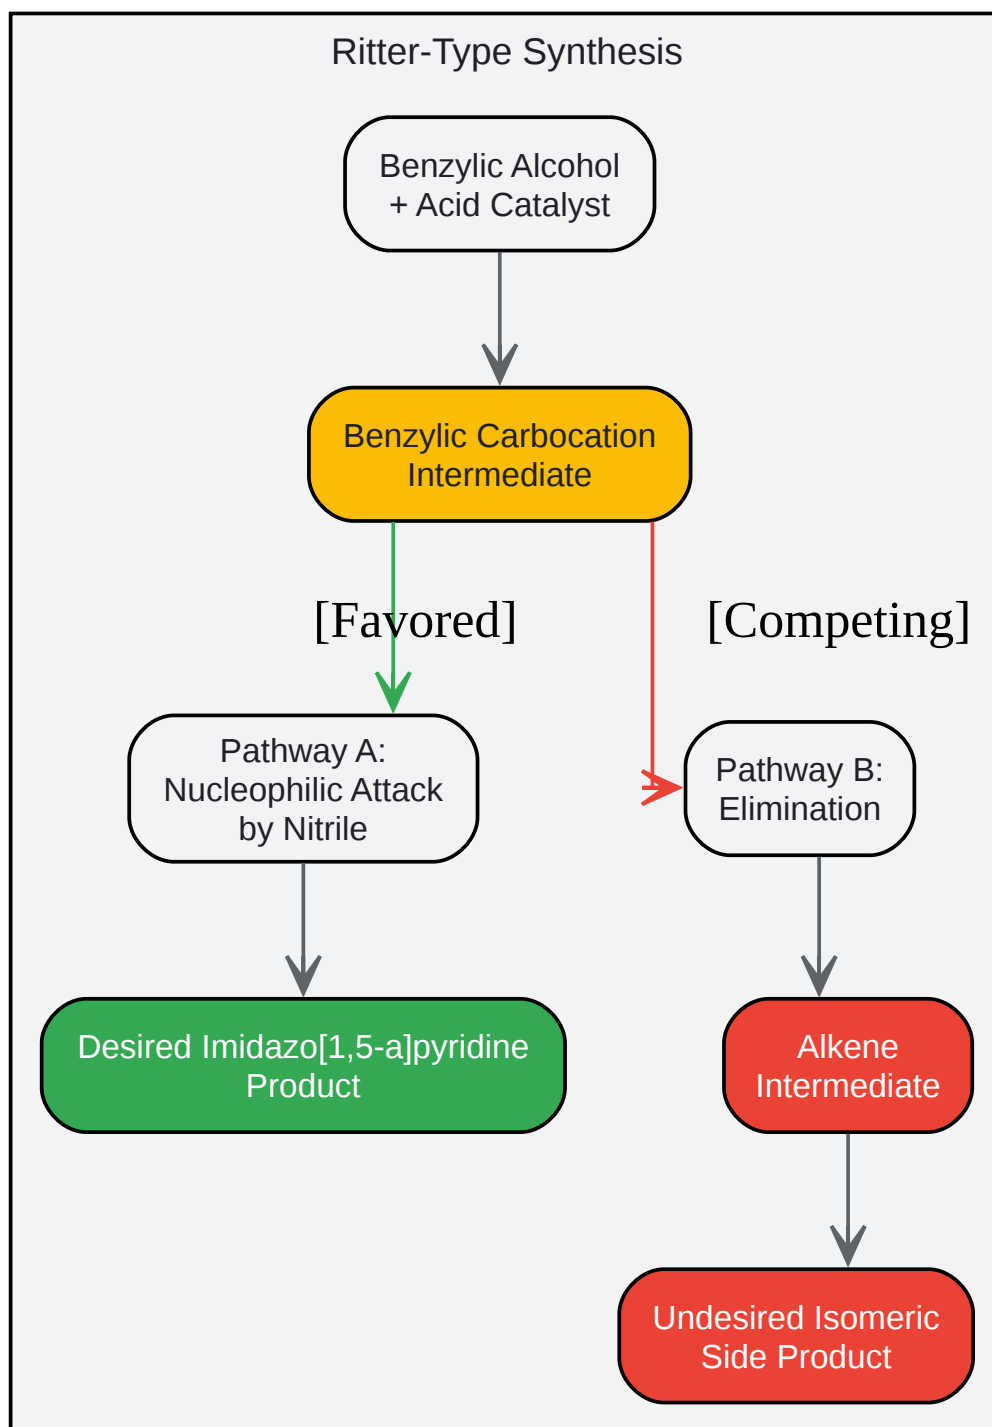 Ritter-Type Synthesis
Benzylic Alcohol
+ Acid Catalyst
Benzylic Carbocation
Intermediate
[Favored]
[Competing]
Pathway A:
Nucleophilic Attack
by Nitrile
Pathway B:
Elimination
Desired Imidazo[1,5-a]pyridine
Product
Alkene
Intermediate
Undesired Isomeric
Side Product